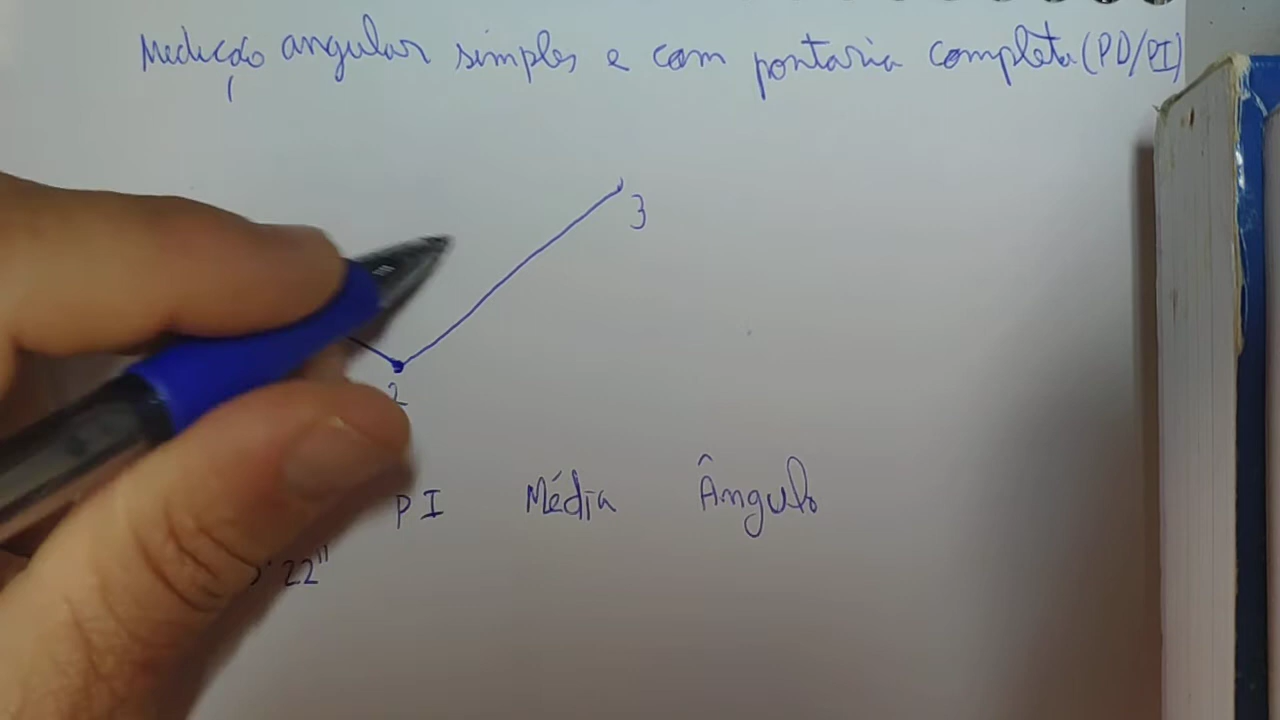 Medição angular simples e com pontaria completa (PD/PI)
3
2
PI Média Ângulo
22"